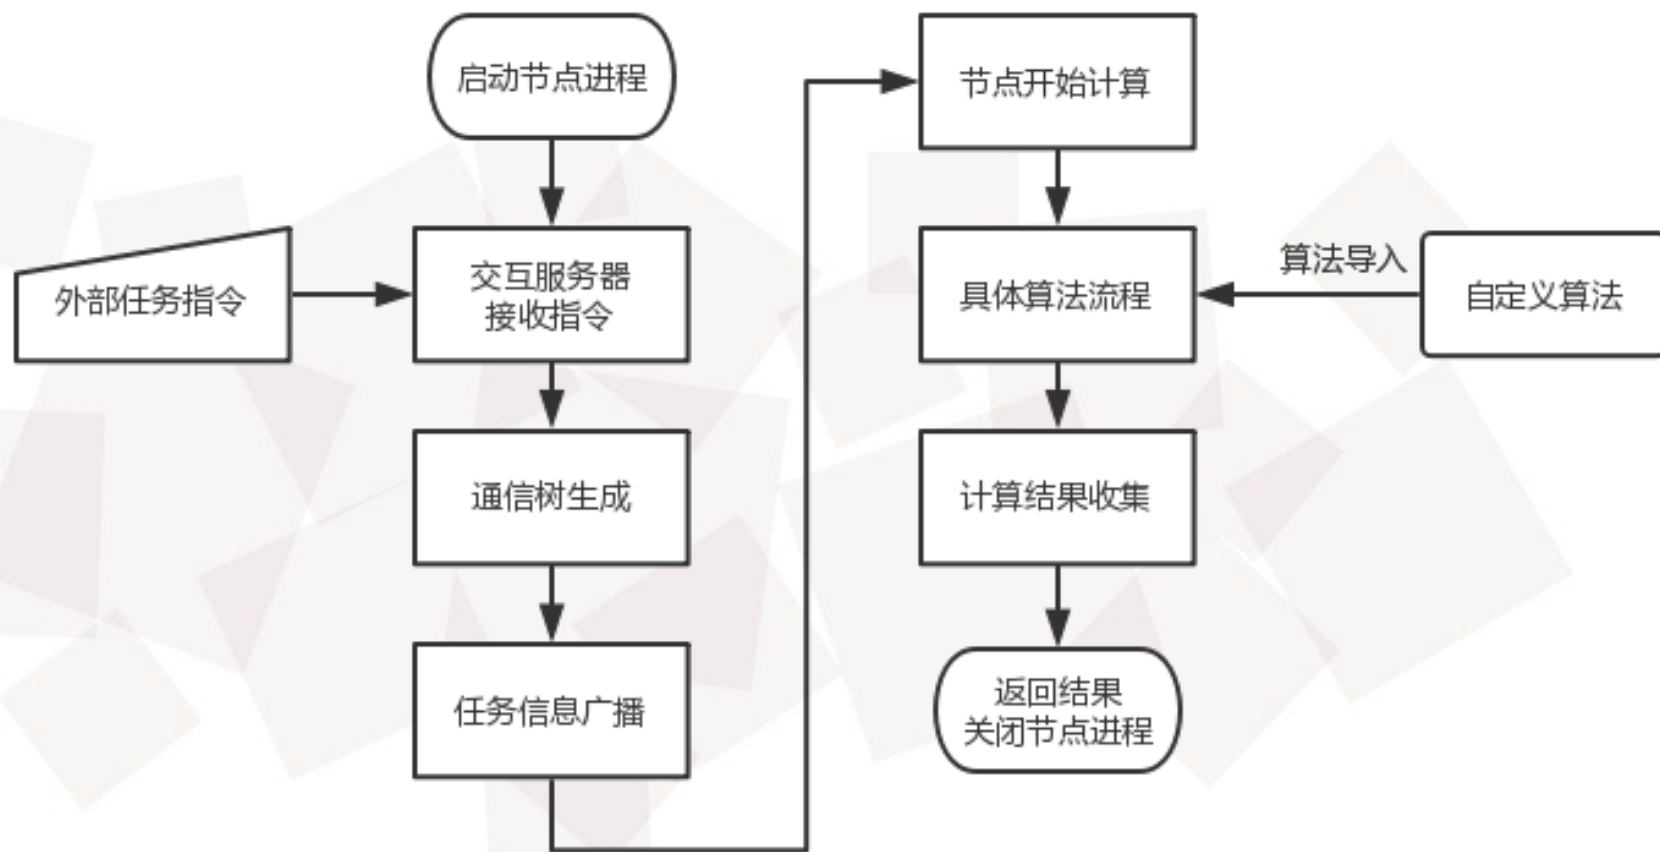 启动节点进程
外部任务指令
交互服务器
接收指令
通信树生成
任务信息广播
节点开始计算
具体算法流程
算法导入
自定义算法
计算结果收集
返回结果
关闭节点进程